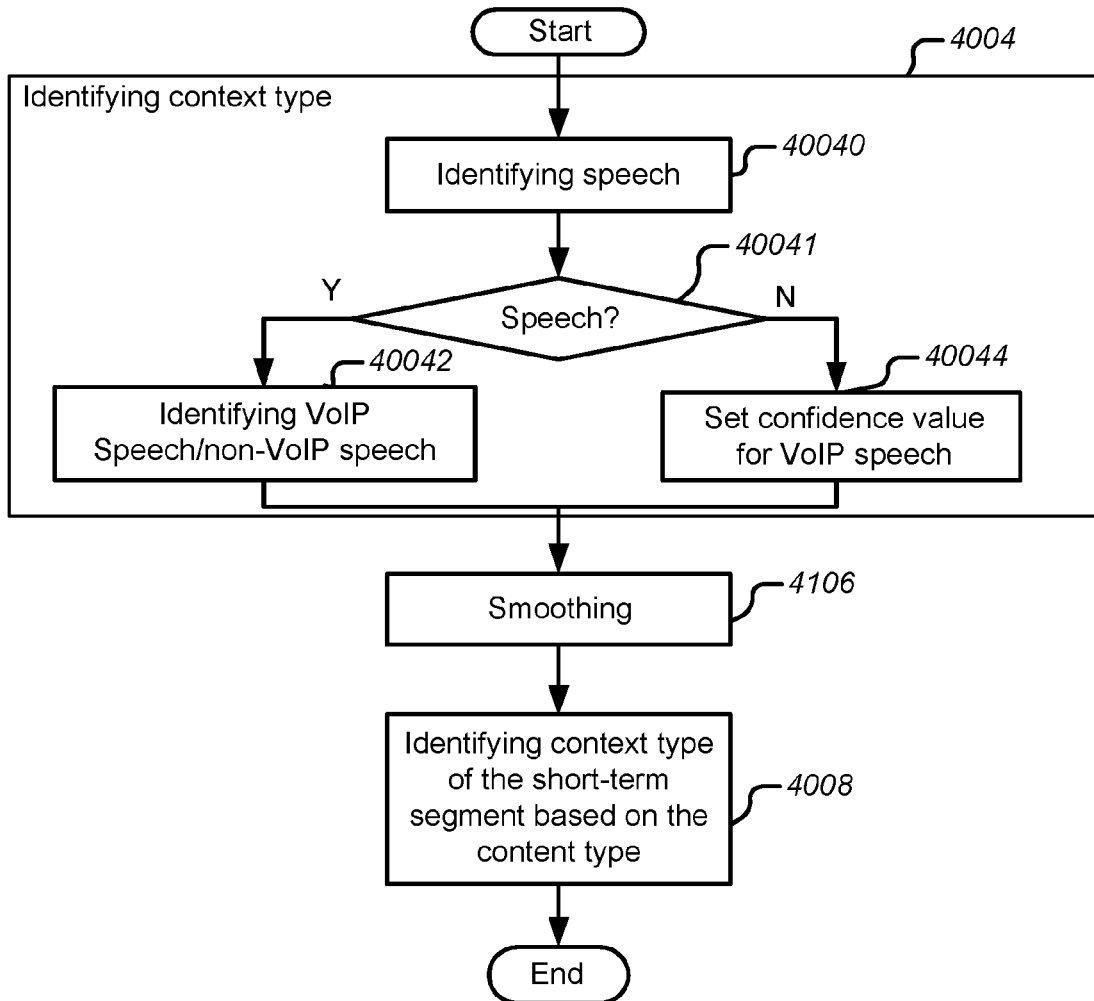 Start
4004
Identifying context type
40040
Identifying speech
40041
Y
N
Speech?
40042
40044
Identifying VoIP
Speech/non-VoIP speech
Set confidence value
for VoIP speech
4106
Smoothing
Identifying context type
of the short-term
segment based on the
content type
4008
End